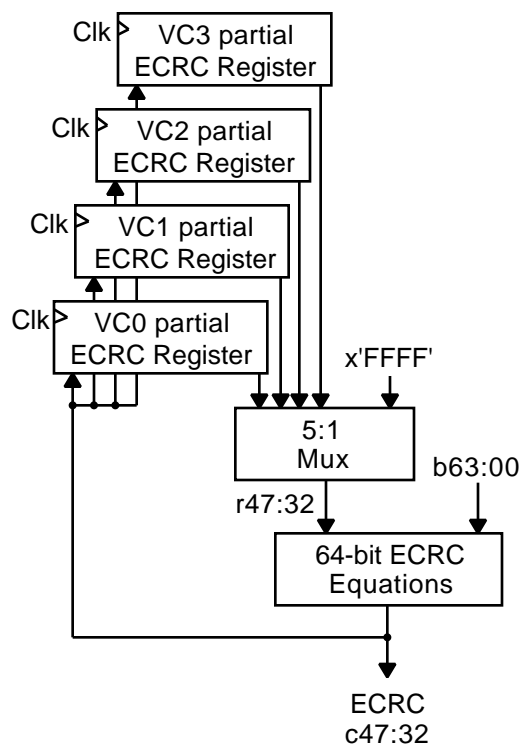 Clk
VC3 partial
ECRC Register
Clk
VC2 partial
ECRC Register
Clk
VC1 partial
ECRC Register
Clk
VC0 partial
ECRC Register
x'FFFF'
5:1
Mux
b63:00
r47:32
64-bit ECRC
Equations
ECRC
c47:32